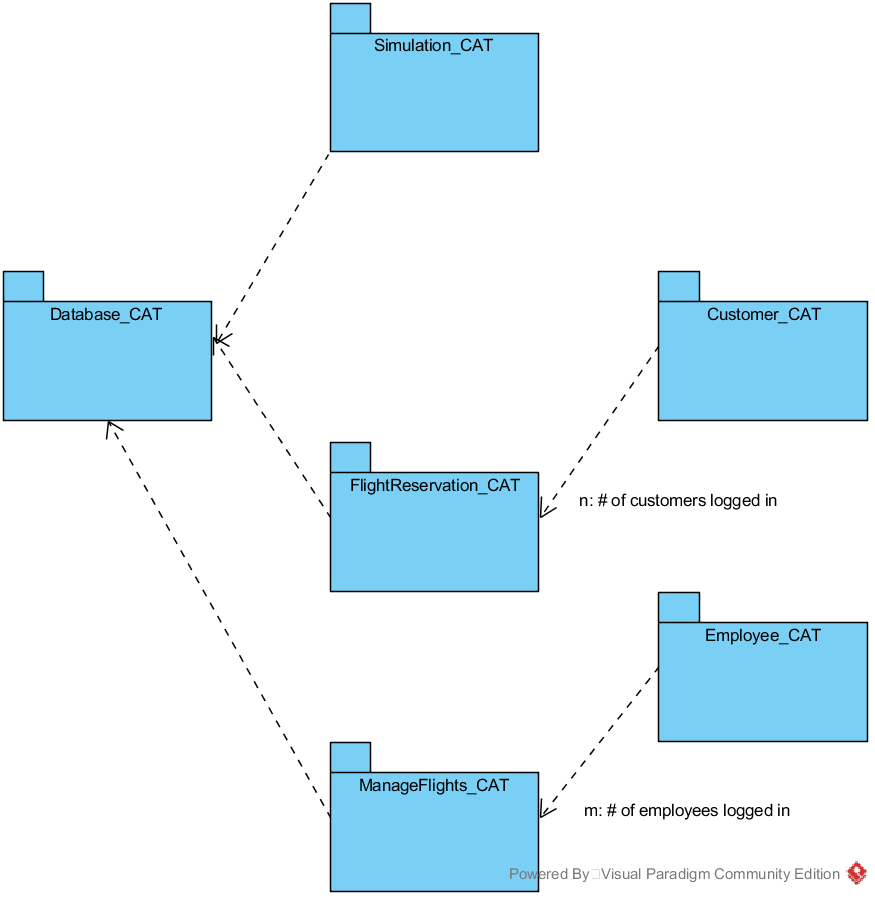 Simulation_CAT
Database_CAT
Customer_CAT
FlightReservation_CAT
n: # of customers logged in
Employee_CAT
ManageFlights_CAT
m: # of employees logged in
Powered By Visual Paradigm Community Edition